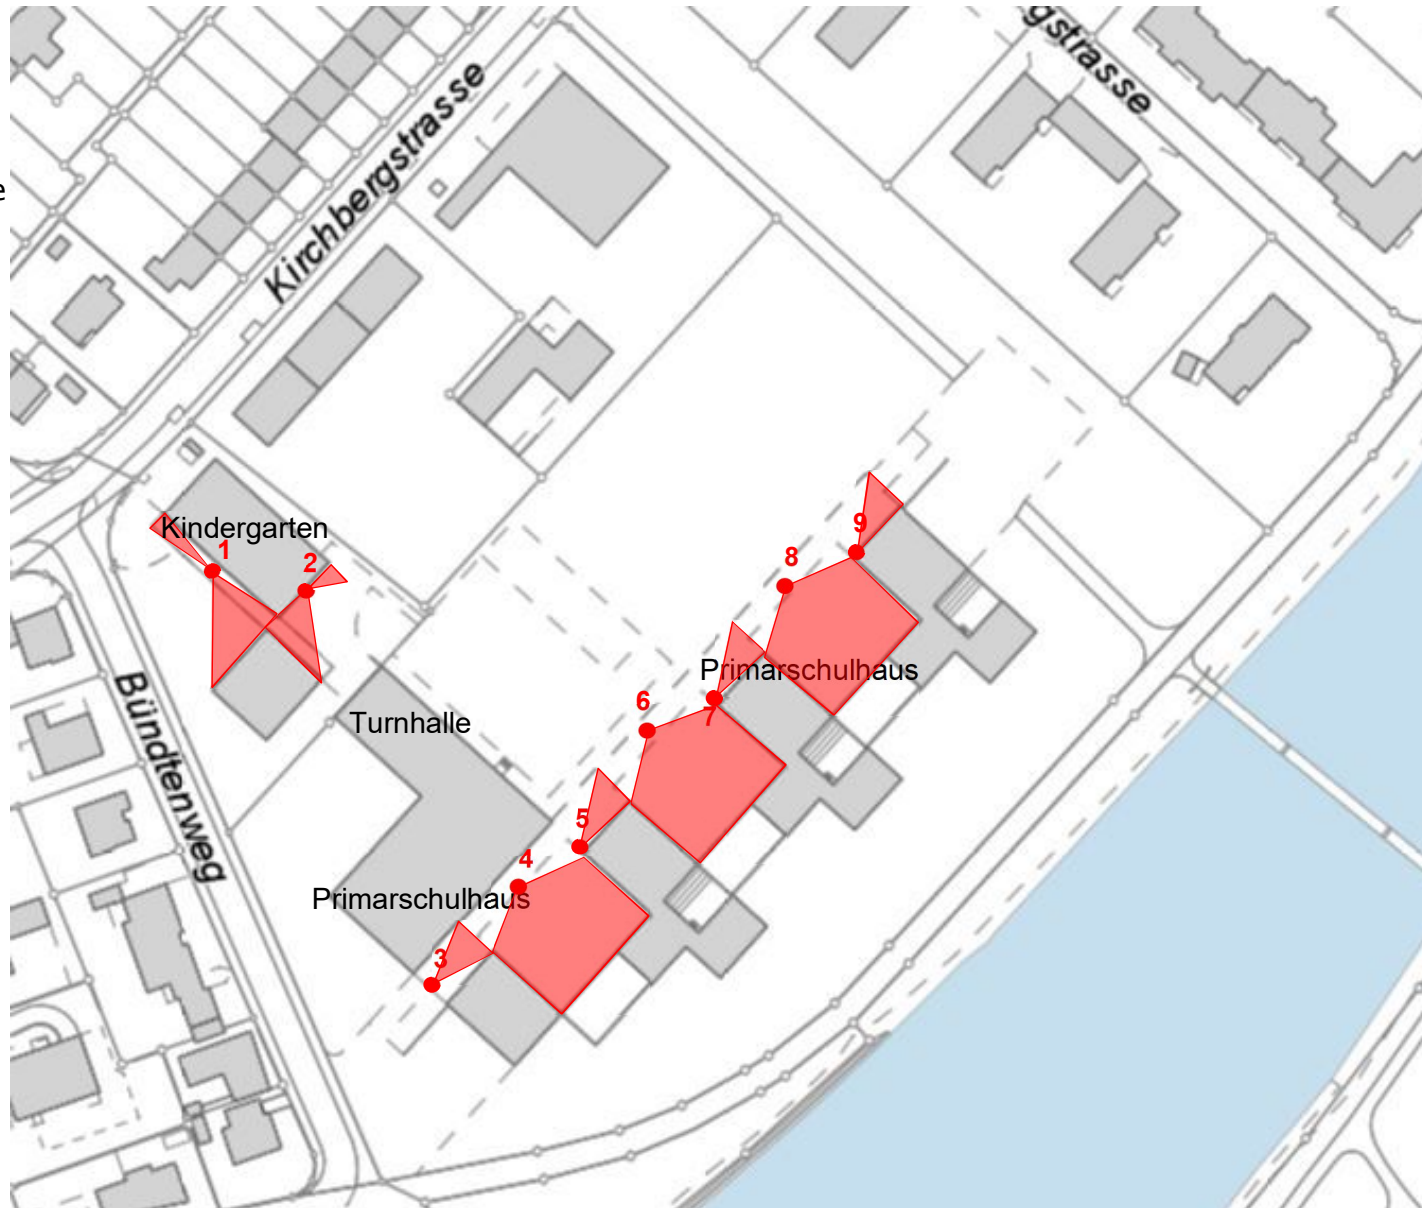 gstrasse
Kirchbergstrasse
e
Kindergarten
1
2
9
8
Primarschulhaus
6
7
Bündtenweg
Turnhalle
5
4
Primarschulhaus
3